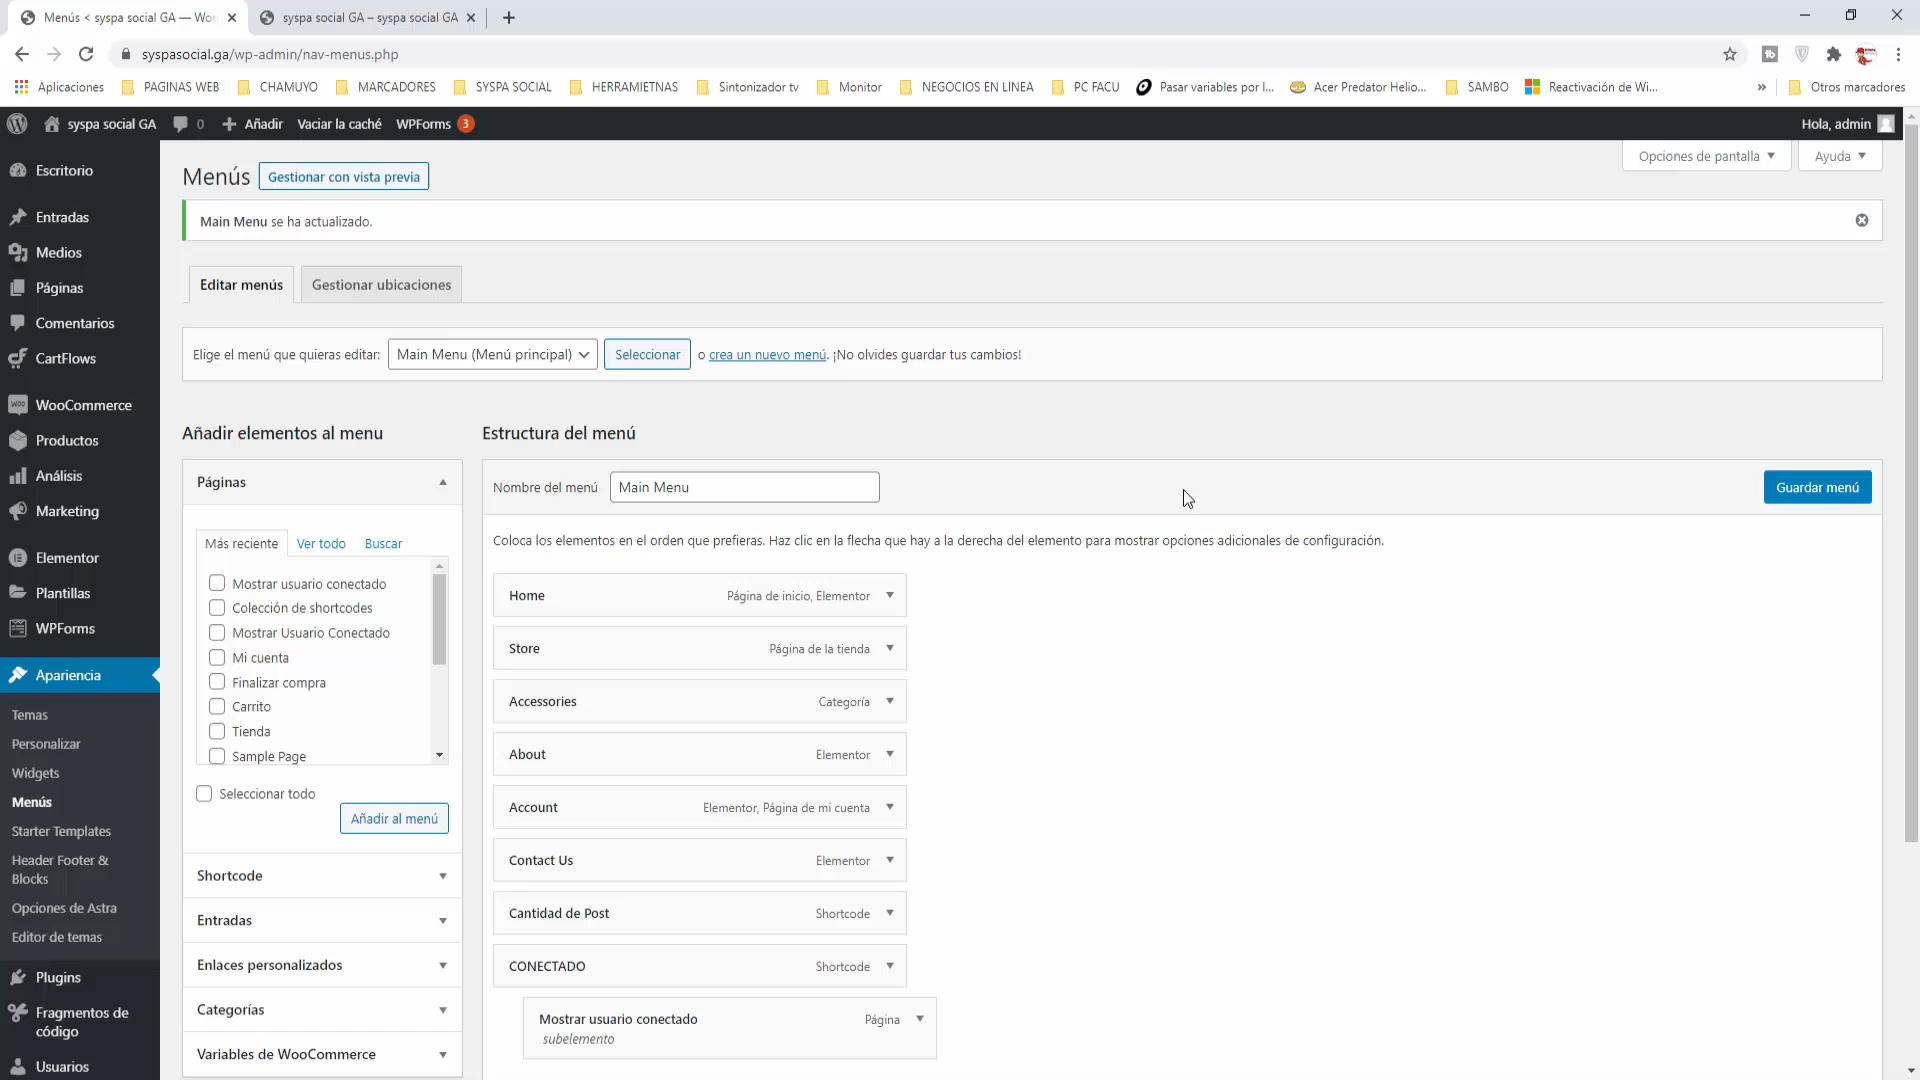 Menús < syspa social GA — Wor
syspa social GA – syspa social GA
syspasocial.ga/wp-admin/nav-menus.php
Aplicaciones
PAGINAS WEB
CHAMUYO
MARCADORES
SYSPA SOCIAL
HERRAMIETNAS
Sintonizador tv
Monitor
NEGOCIOS EN LINEA
PC FACU
Pasar variables por I...
Acer Predator Helio...
SAMBO
Reactivación de Wi...
Otros marcadores
syspa social GA
0
Añadir
Vaciar la caché
WPForms 3
Hola, admin
Opciones de pantalla
Ayuda
Escritorio
Entradas
Medios
Páginas
Comentarios
CartFlows
WooCommerce
Productos
Análisis
Marketing
Elementor
Plantillas
WPForms
Apariencia
Temas
Personalizar
Widgets
Menús
Starter Templates
Header Footer &
Blocks
Opciones de Astra
Editor de temas
Plugins
Fragmentos de
código
Usuarios
Menús
Gestionar con vista previa
Main Menu se ha actualizado.
Editar menús
Gestionar ubicaciones
Elige el menú que quieras editar: Main Menu (Menú principal) Seleccionar o crea un nuevo menú. ¡No olvides guardar tus cambios!
Añadir elementos al menu
Páginas
Más reciente
Ver todo
Buscar
Mostrar usuario conectado
Colección de shortcodes
Mostrar Usuario Conectado
Mi cuenta
Finalizar compra
Carrito
Tienda
Sample Page
Seleccionar todo
Añadir al menú
Shortcode
Entradas
Enlaces personalizados
Categorías
Variables de WooCommerce
Estructura del menú
Nombre del menú Main Menu
Guardar menú
Coloca los elementos en el orden que prefieras. Haz clic en la flecha que hay a la derecha del elemento para mostrar opciones adicionales de configuración.
Home Página de inicio, Elementor
Store Página de la tienda
Accessories Categoría
About Elementor
Account Elementor, Página de mi cuenta
Contact Us Elementor
Cantidad de Post Shortcode
CONECTADO Shortcode
Mostrar usuario conectado Página
subelemento